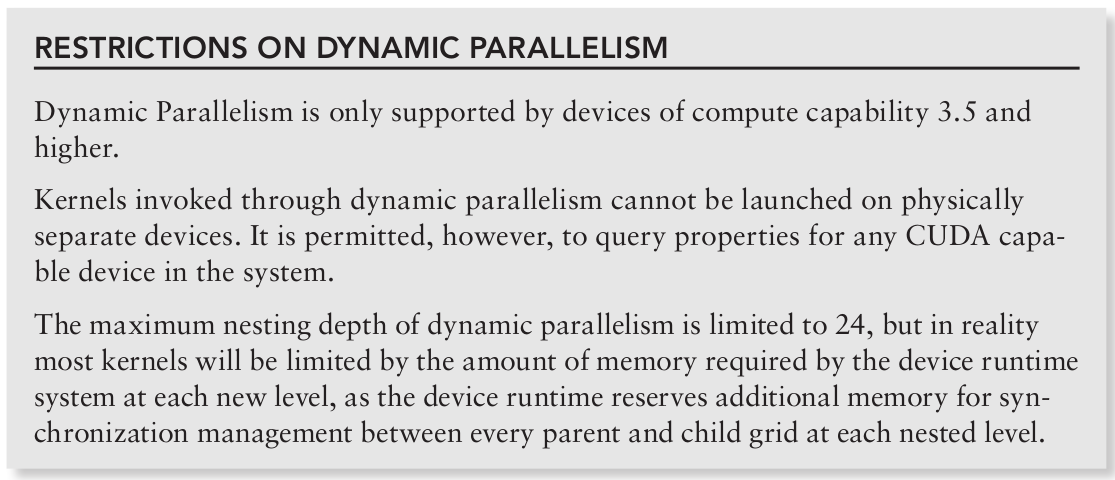 RESTRICTIONS ON DYNAMIC PARALLELISM
Dynamic Parallelism is only supported by devices of compute capability 3.5 and
higher.
Kernels invoked through dynamic parallelism cannot be launched on physically
separate devices. It is permitted, however, to query properties for any CUDA capa-
ble device in the system.
The maximum nesting depth of dynamic parallelism is limited to 24, but in reality
most kernels will be limited by the amount of memory required by the device runtime
system at each new level, as the device runtime reserves additional memory for syn-
chronization management between every parent and child grid at each nested level.